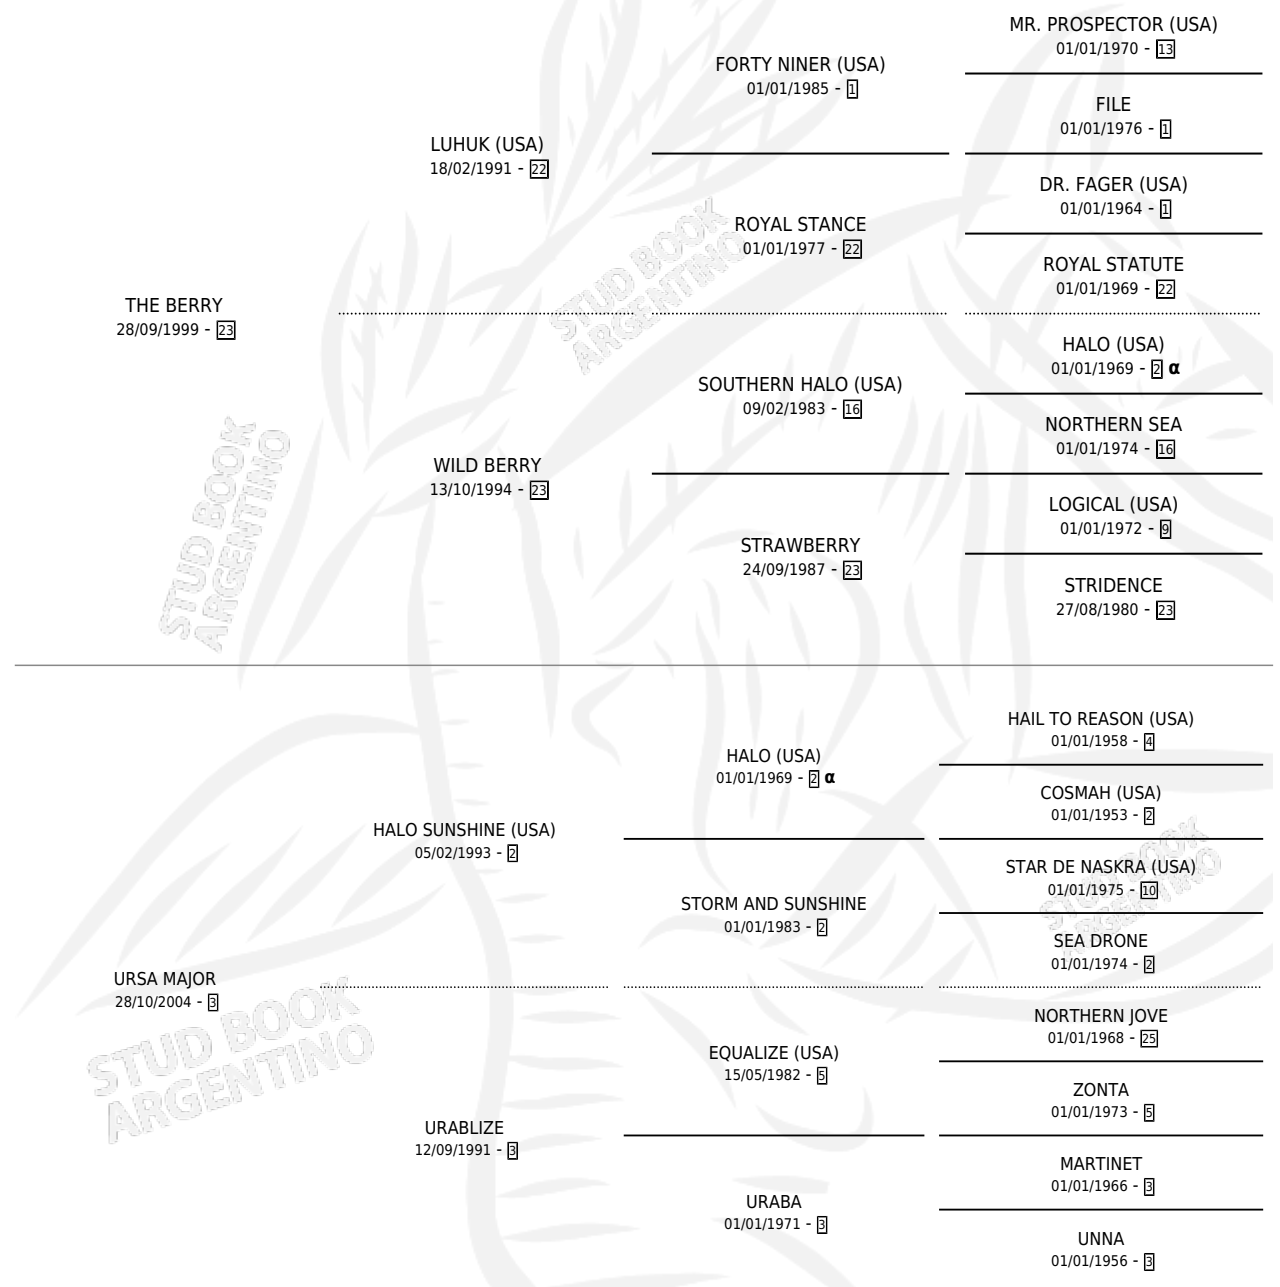 MR. PROSPECTOR (USA)
01/01/1970 - 13
FORTY NINER (USA)
01/01/1985 - 1
FILE
01/01/1976 - 1
LUHUK (USA)
18/02/1991 - 22
DR. FAGER (USA)
01/01/1964 - 1
ROYAL STANCE
01/01/1977 - 22
ROYAL STATUTE
01/01/1969 - 22
THE BERRY
28/09/1999 - 23
HALO (USA)
01/01/1969 - 2 α
SOUTHERN HALO (USA)
09/02/1983 - 16
NORTHERN SEA
01/01/1974 - 16
WILD BERRY
13/10/1994 - 23
LOGICAL (USA)
01/01/1972 - 9
STRAWBERRY
24/09/1987 - 23
STRIDENCE
27/08/1980 - 23
HAIL TO REASON (USA)
01/01/1958 - 4
HALO (USA)
01/01/1969 - 2 α
COSMAH (USA)
01/01/1953 - 2
HALO SUNSHINE (USA)
05/02/1993 - 2
STAR DE NASKRA (USA)
01/01/1975 - 10
STORM AND SUNSHINE
01/01/1983 - 2
SEA DRONE
01/01/1974 - 2
URSA MAJOR
28/10/2004 - 3
NORTHERN JOVE
01/01/1968 - 25
EQUALIZE (USA)
15/05/1982 - 5
ZONTA
01/01/1973 - 5
URABLIZE
12/09/1991 - 3
MARTINET
01/01/1966 - 3
URABA
01/01/1971 - 3
UNNA
01/01/1956 - 3
STUD BOOK
ARGENTINO
STUD BOOK
ARGENTINO
STUD BOOK
ARGENTINO
STUD BOOK
ARGENTINO